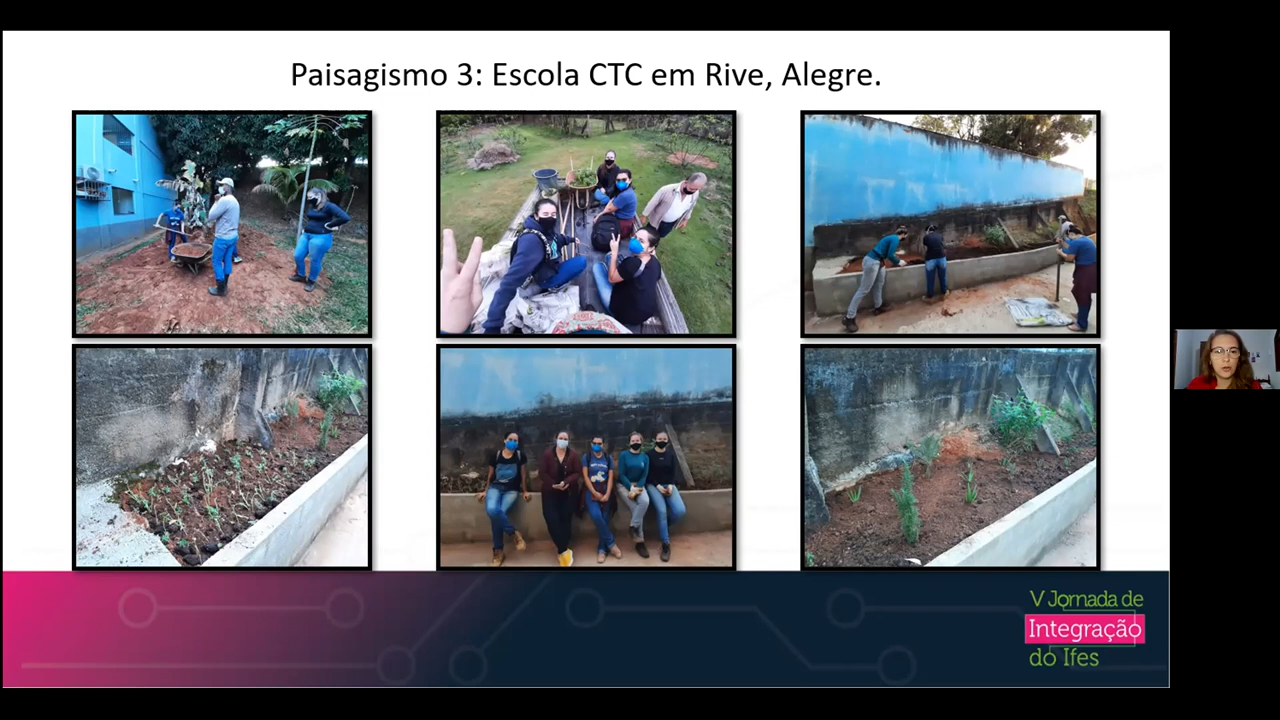 Paisagismo 3: Escola CTC em Rive, Alegre.
V Jornada de
Integração
do Ifes